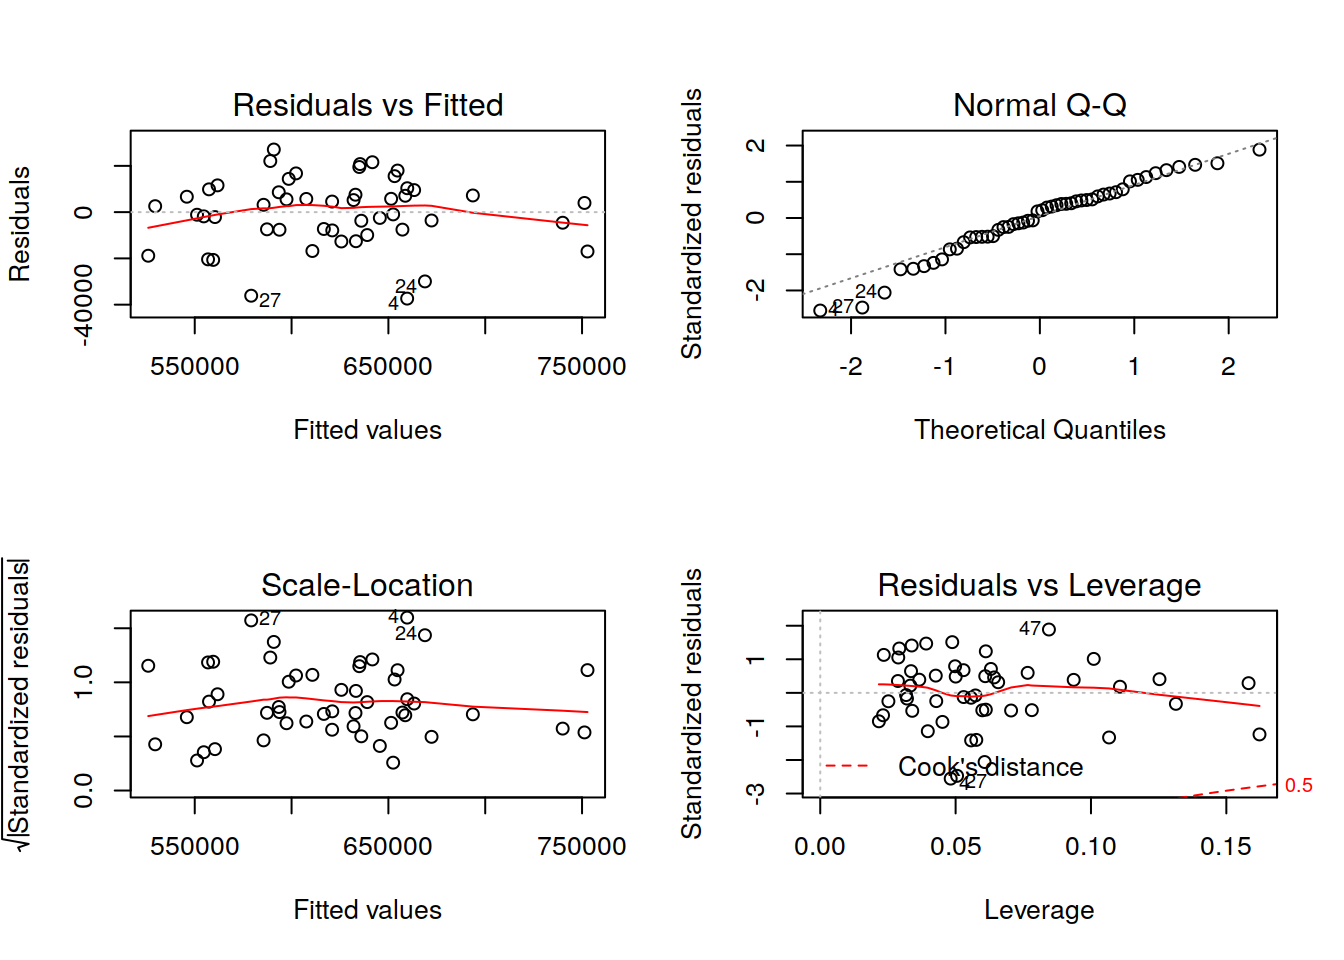 Residuals vs Fitted
Residuals
-40000
0
27
24
4
550000
650000
750000
Fitted values
Normal Q-Q
Standardized residuals
-2
0
2
4
27
24
-2
-1
0
1
2
Theoretical Quantiles
Scale-Location
√|Standardized residuals|
0.0
1.0
27
4
24
550000
650000
750000
Fitted values
Residuals vs Leverage
Standardized residuals
-3
-1
1
47
Cook's distance
4
27
0.5
0.00
0.05
0.10
0.15
Leverage